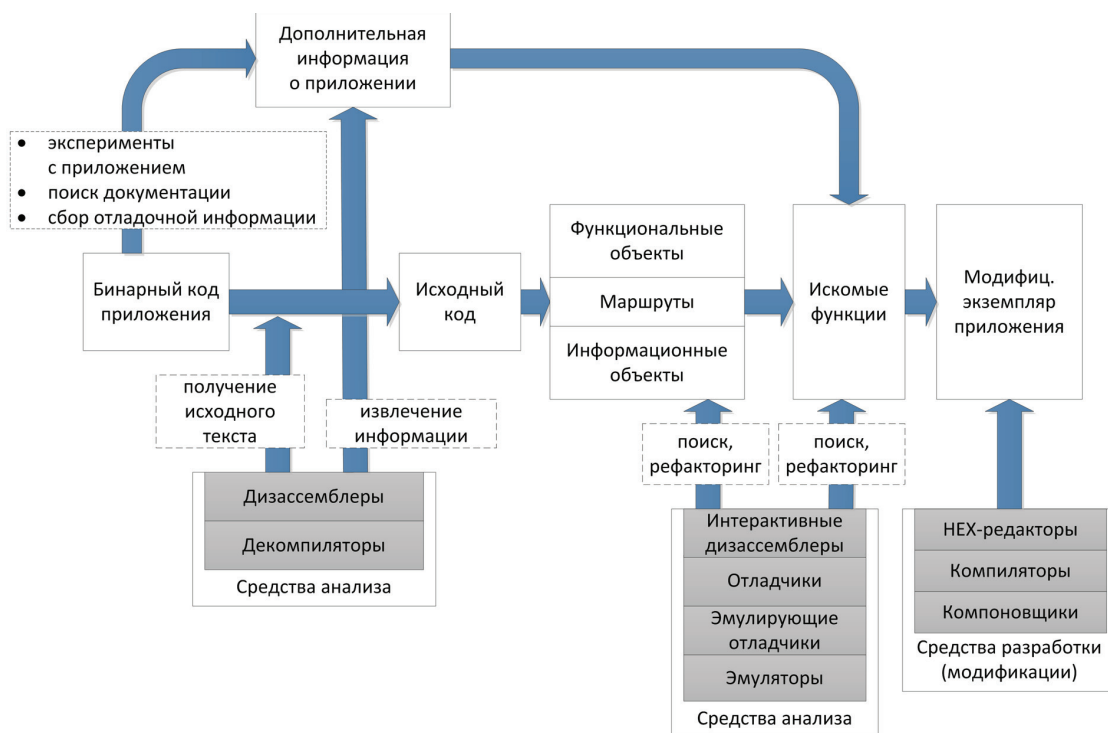 Дополнительная
информация
о приложении
• эксперименты
с приложением
• поиск документации
• сбор отладочной информации
Бинарный код
приложения
Исходный
код
Функциональные
объекты
Маршруты
Информационные
объекты
Искомые
функции
Модифиц.
экземпляр
приложения
получение
исходного
текста
извлечение
информации
поиск,
рефакторинг
поиск,
рефакторинг
Дизассемблеры
Декомпиляторы
Средства анализа
Интерактивные
дизассемблеры
Отладчики
Эмулирующие
отладчики
Эмуляторы
Средства анализа
HEX-редакторы
Компиляторы
Компоновщики
Средства разработки
(модификации)